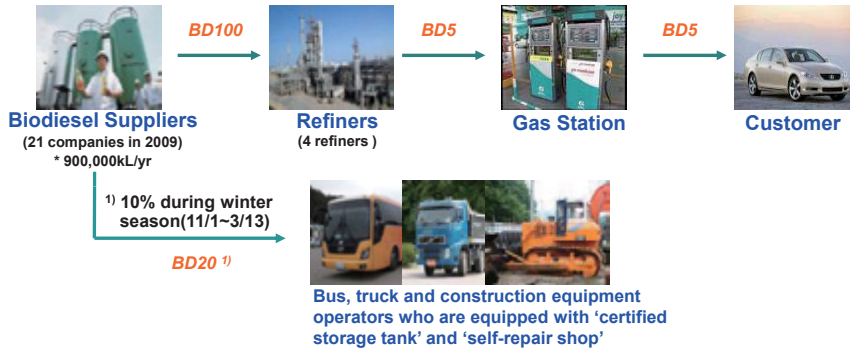 BD100
BD5
BD5
Biodiesel Suppliers
(21 companies in 2009)
* 900,000kL/yr
Refiners
(4 refiners )
Gas Station
Customer
1) 10% during winter
season(11/1~3/13)
BD20 1)
Bus, truck and construction equipment
operators who are equipped with ‘certified
storage tank’ and ‘self-repair shop’